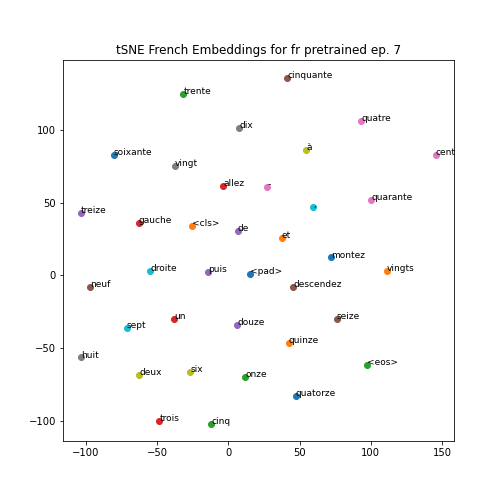 tSNE French Embeddings for fr pretrained ep. 7
cinquante
trente
quatre
dix
à
soixante
cent
vingt
allez
-
quarante
treize
gauche
<cls>
de
,
et
montez
droite
puis
<pad>
vingts
neuf
descendez
un
sept
douze
seize
quinze
huit
deux
six
onze
<eos>
quatorze
trois
cinq
100
50
0
−50
−100
−100 −50 0 50 100 150